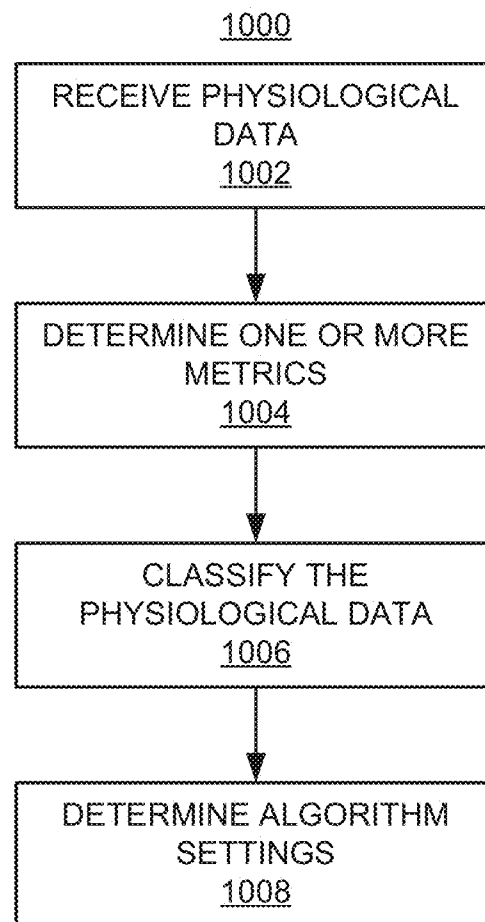 1000
RECEIVE PHYSIOLOGICAL
DATA
1002
DETERMINE ONE OR MORE
METRICS
1004
CLASSIFY THE
PHYSIOLOGICAL DATA
1006
DETERMINE ALGORITHM
SETTINGS
1008